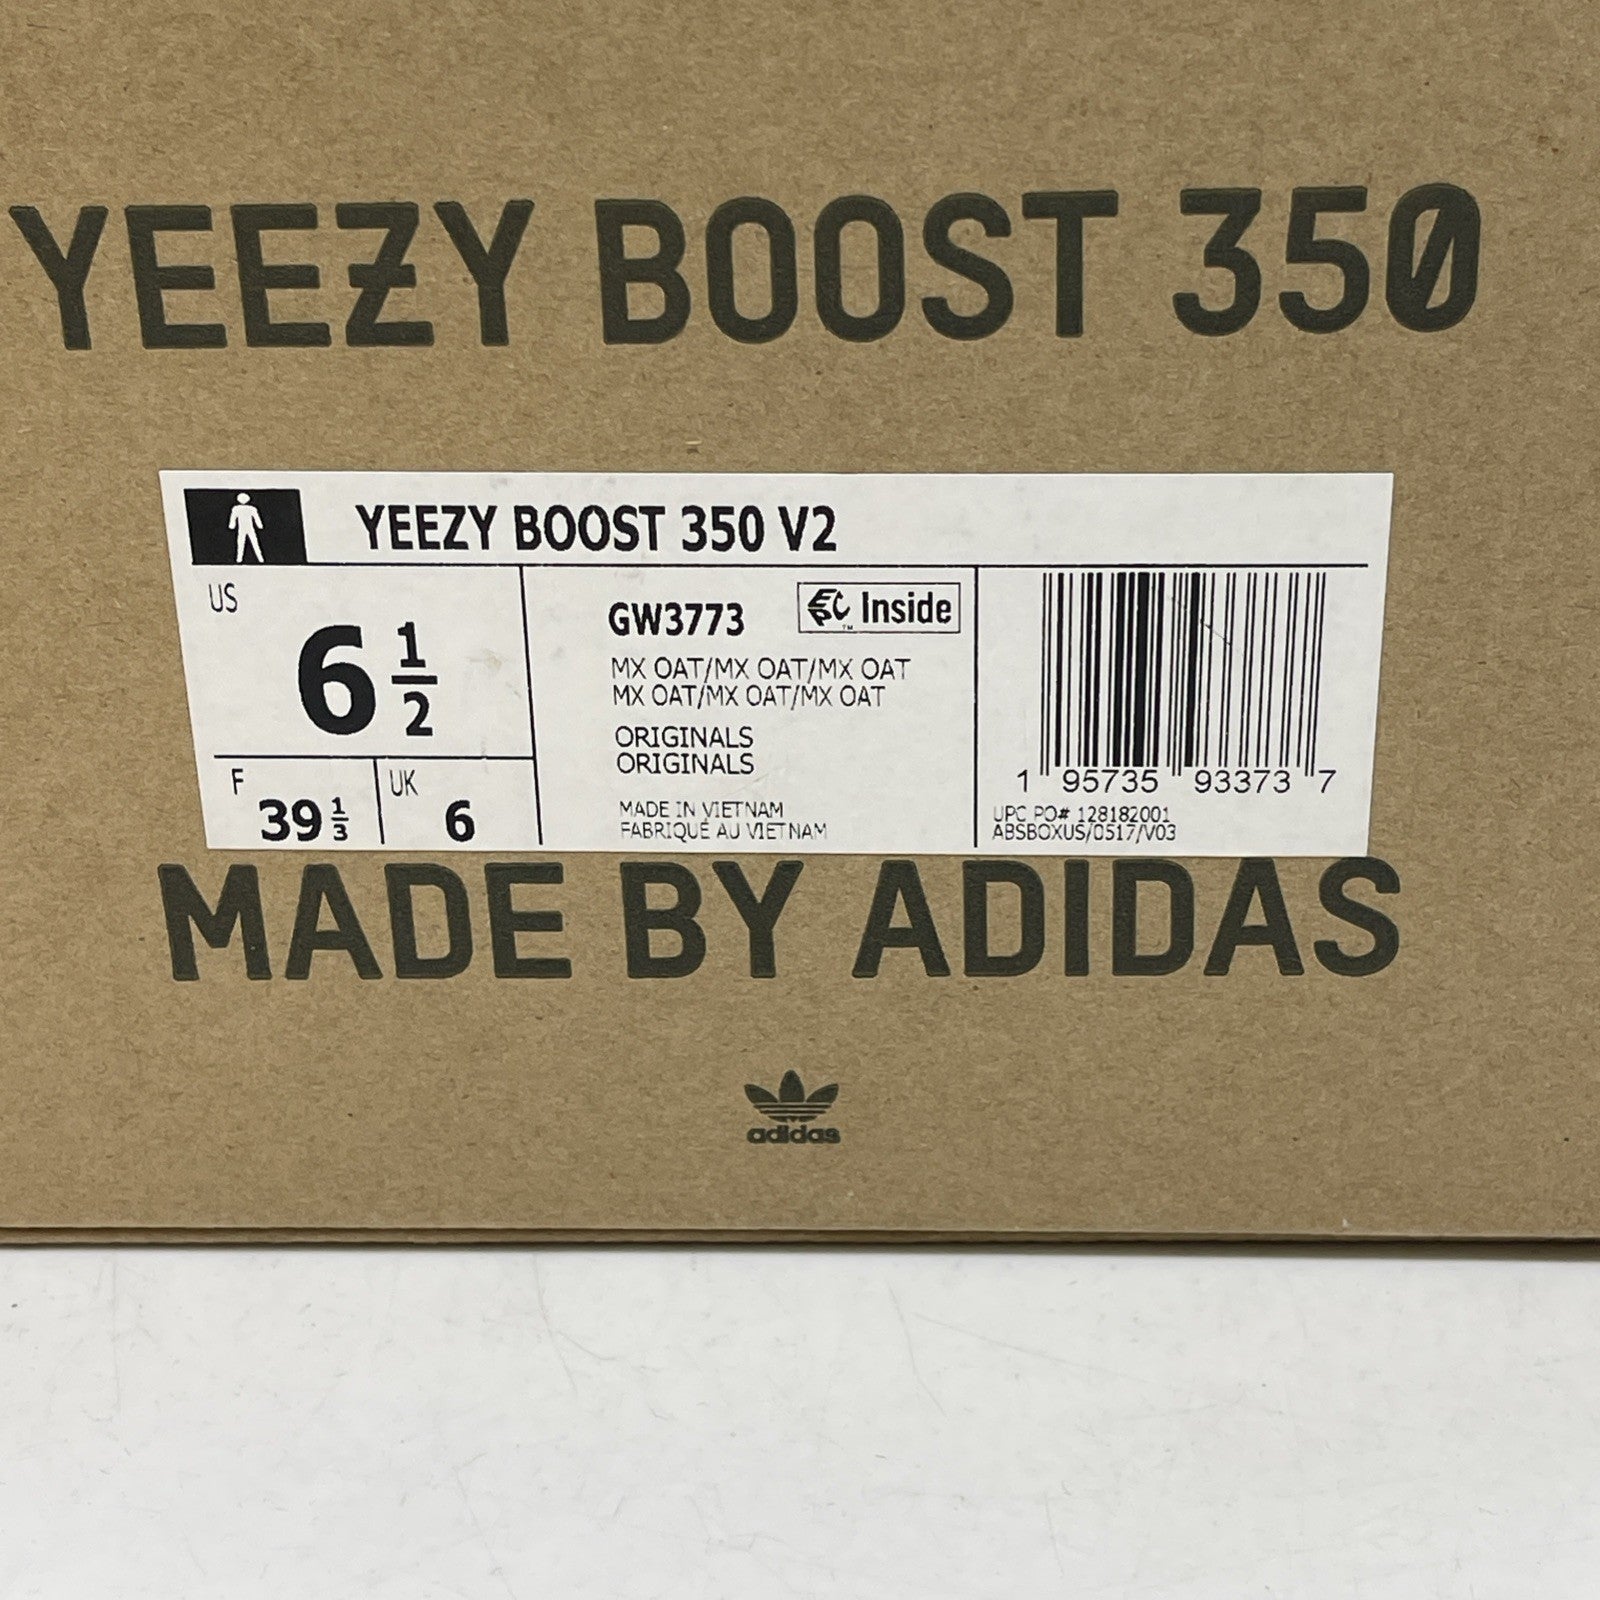 YEEZY BOOST 350
YEEZY BOOST 350 V2
US
6 1/2
F
39 1/3
UK
6
GW3773
EPC Inside
™
MX OAT/MX OAT/MX OAT
MX OAT/MX OAT/MX OAT
ORIGINALS
ORIGINALS
MADE IN VIETNAM
FABRIQUÉ AU VIETNAM
1 95735 93373 7
UPC PO# 128182001
ABSBOXUS/0517/V03
MADE BY ADIDAS
adidas